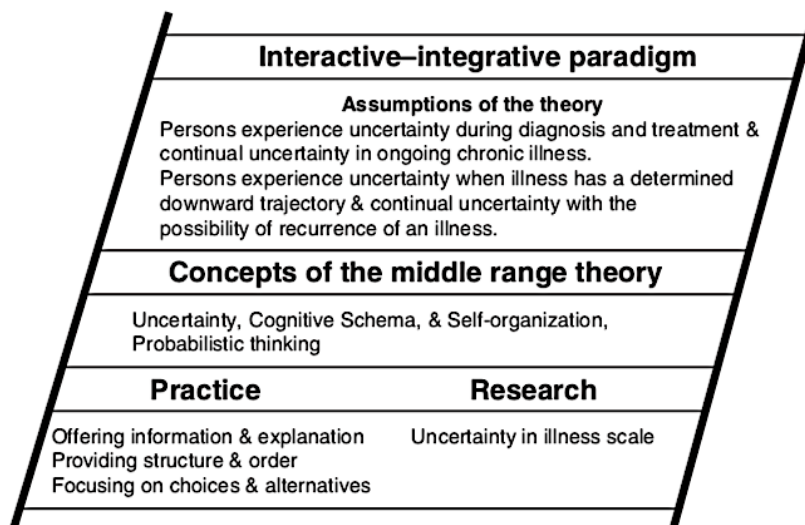 Interactive–integrative paradigm
Assumptions of the theory
Persons experience uncertainty during diagnosis and treatment &
continual uncertainty in ongoing chronic illness.
Persons experience uncertainty when illness has a determined
downward trajectory & continual uncertainty with the
possibility of recurrence of an illness.
Concepts of the middle range theory
Uncertainty, Cognitive Schema, & Self-organization,
Probabilistic thinking
Practice
Offering information & explanation
Providing structure & order
Focusing on choices & alternatives
Research
Uncertainty in illness scale